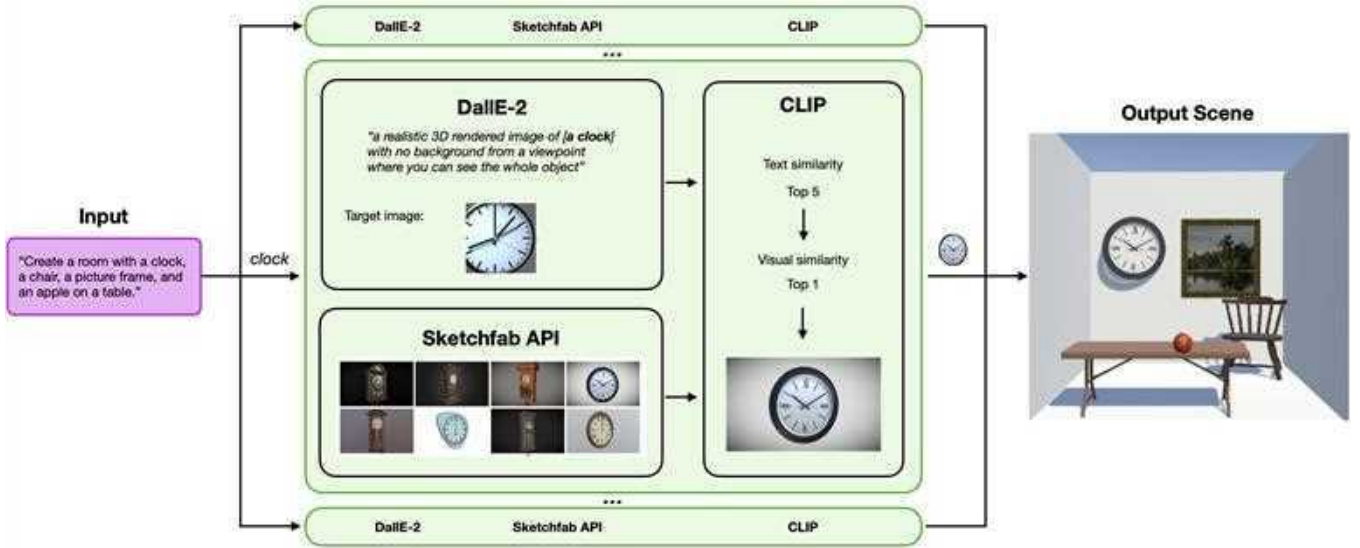 DallE-2 Sketchfab API CLIP
...
DallE-2
"a realistic 3D rendered image of [a clock]
with no background from a viewpoint
where you can see the whole object"
Target image:
CLIP
Text similarity
Top 5
Visual similarity
Top 1
Output Scene
Input
"Create a room with a clock,
a chair, a picture frame, and
an apple on a table."
clock
Sketchfab API
...
DallE-2 Sketchfab API CLIP